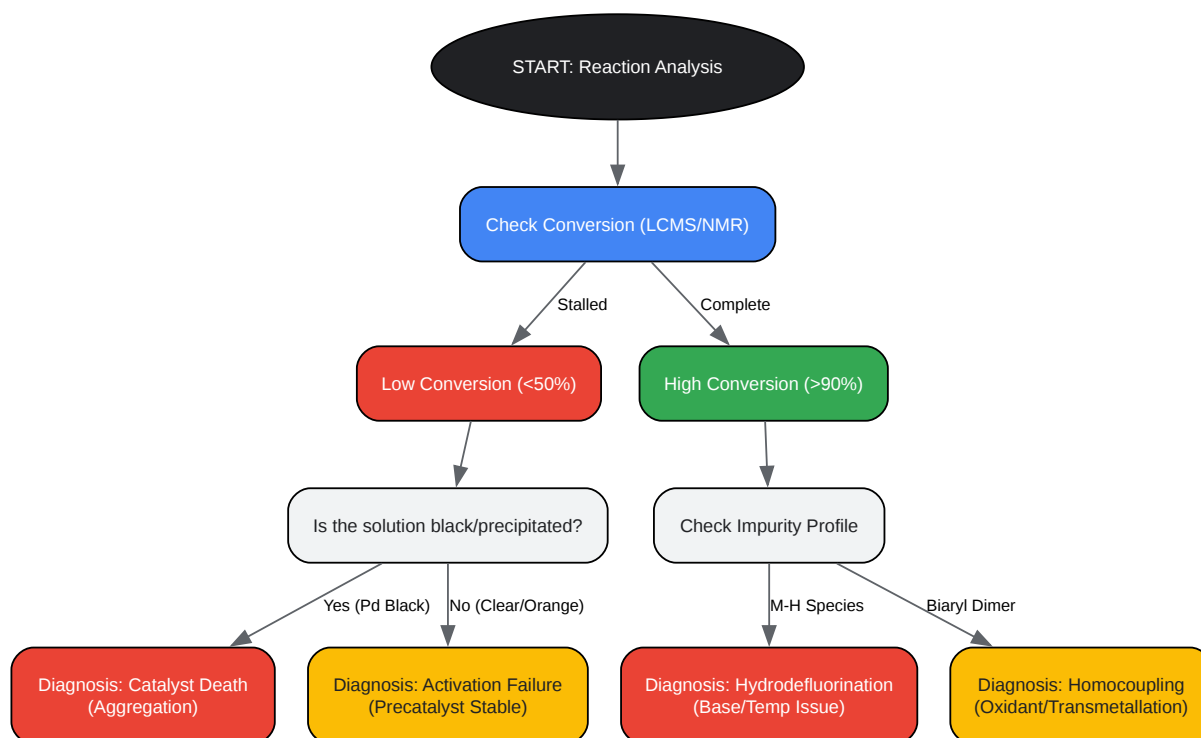 START: Reaction Analysis
Check Conversion (LCMS/NMR)
Stalled
Complete
Low Conversion (<50%)
High Conversion (>90%)
Is the solution black/precipitated?
Check Impurity Profile
Yes (Pd Black)
No (Clear/Orange)
M-H Species
Biaryl Dimer
Diagnosis: Catalyst Death
(Aggregation)
Diagnosis: Activation Failure
(Precatalyst Stable)
Diagnosis: Hydrodefluorination
(Base/Temp Issue)
Diagnosis: Homocoupling
(Oxidant/Transmetallation)